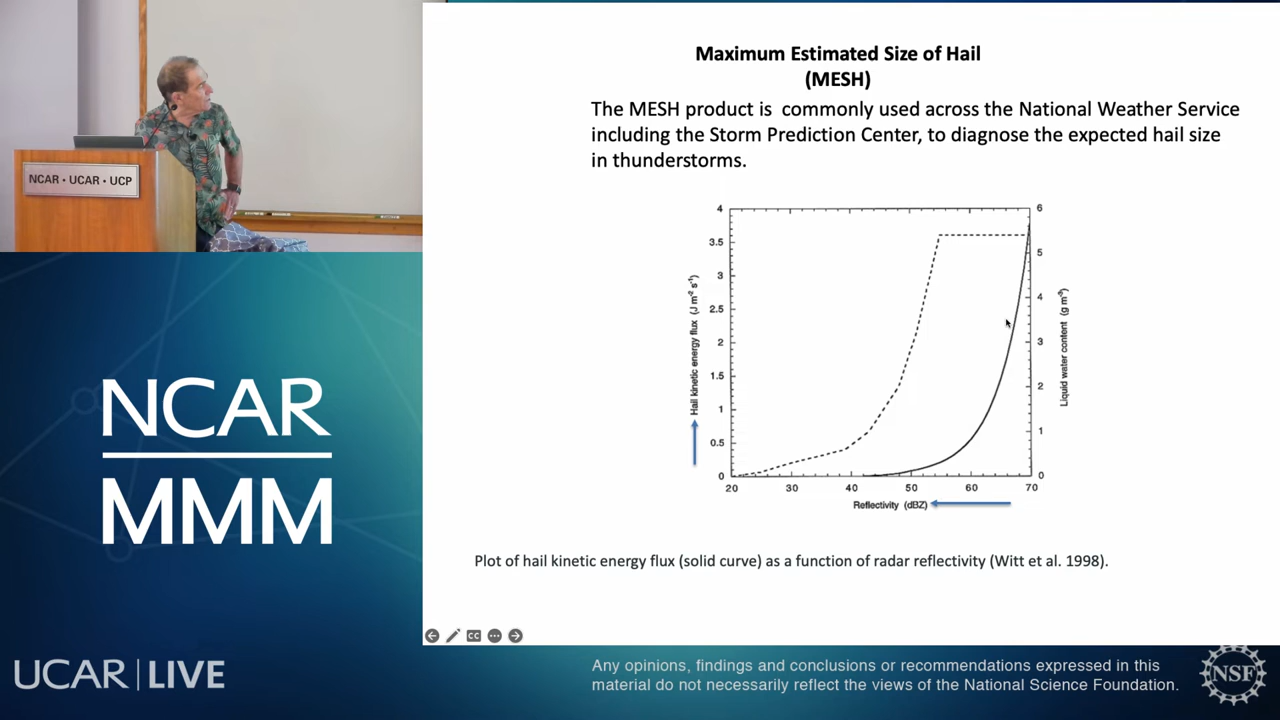 Maximum Estimated Size of Hail
(MESH)
The MESH product is commonly used across the National Weather Service
including the Storm Prediction Center, to diagnose the expected hail size
in thunderstorms.
NCAR • UCAR • UCP
4
3.5
3
2.5
2
1.5
1
0.5
0
Hail kinetic energy flux (J m⁻² s⁻¹)
6
5
4
3
2
1
0
Liquid water content (g m⁻³)
20 30 40 50 60 70
Reflectivity (dBZ)
Plot of hail kinetic energy flux (solid curve) as a function of radar reflectivity (Witt et al. 1998).
NCAR
MMM
CC
UCAR | LIVE
Any opinions, findings and conclusions or recommendations expressed in this
material do not necessarily reflect the views of the National Science Foundation.
NSF